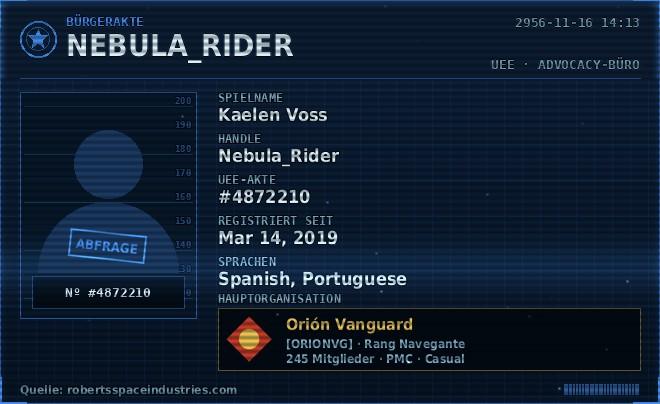 BÜRGERAKTE
NEBULA_RIDER
2956-11-16 14:13
UEE · ADVOCACY-BÜRO
200
190
180
170
160
150
140
ABFRAGE
Nº #4872210
SPIELNAME
Kaelen Voss
HANDLE
Nebula_Rider
UEE-AKTE
#4872210
REGISTRIERT SEIT
Mar 14, 2019
SPRACHEN
Spanish, Portuguese
HAUPTORGANISATION
Orión Vanguard
[ORIONVG] · Rang Navegante
245 Mitglieder · PMC · Casual
Quelle: robertsspaceindustries.com